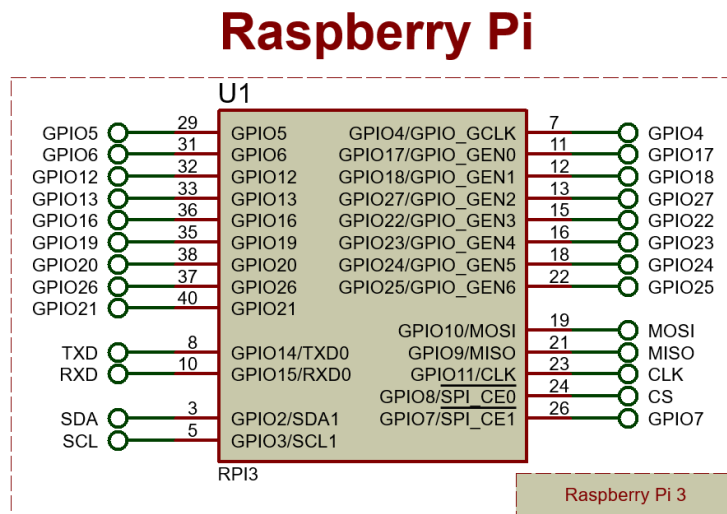 Raspberry Pi
U1
GPIO5 29 GPIO5 GPIO4/GPIO_GCLK 7 GPIO4
GPIO6 31 GPIO6 GPIO17/GPIO_GEN0 11 GPIO17
GPIO12 32 GPIO12 GPIO18/GPIO_GEN1 12 GPIO18
GPIO13 33 GPIO13 GPIO27/GPIO_GEN2 13 GPIO27
GPIO16 36 GPIO16 GPIO22/GPIO_GEN3 15 GPIO22
GPIO19 35 GPIO19 GPIO23/GPIO_GEN4 16 GPIO23
GPIO20 38 GPIO20 GPIO24/GPIO_GEN5 18 GPIO24
GPIO26 37 GPIO26 GPIO25/GPIO_GEN6 22 GPIO25
GPIO21 40 GPIO21
GPIO10/MOSI 19 MOSI
TXD 8 GPIO14/TXD0 GPIO9/MISO 21 MISO
RXD 10 GPIO15/RXD0 GPIO11/CLK 23 CLK
GPIO8/SPI_CE0 24 CS
SDA 3 GPIO2/SDA1 GPIO7/SPI_CE1 26 GPIO7
SCL 5 GPIO3/SCL1
RPI3
Raspberry Pi 3